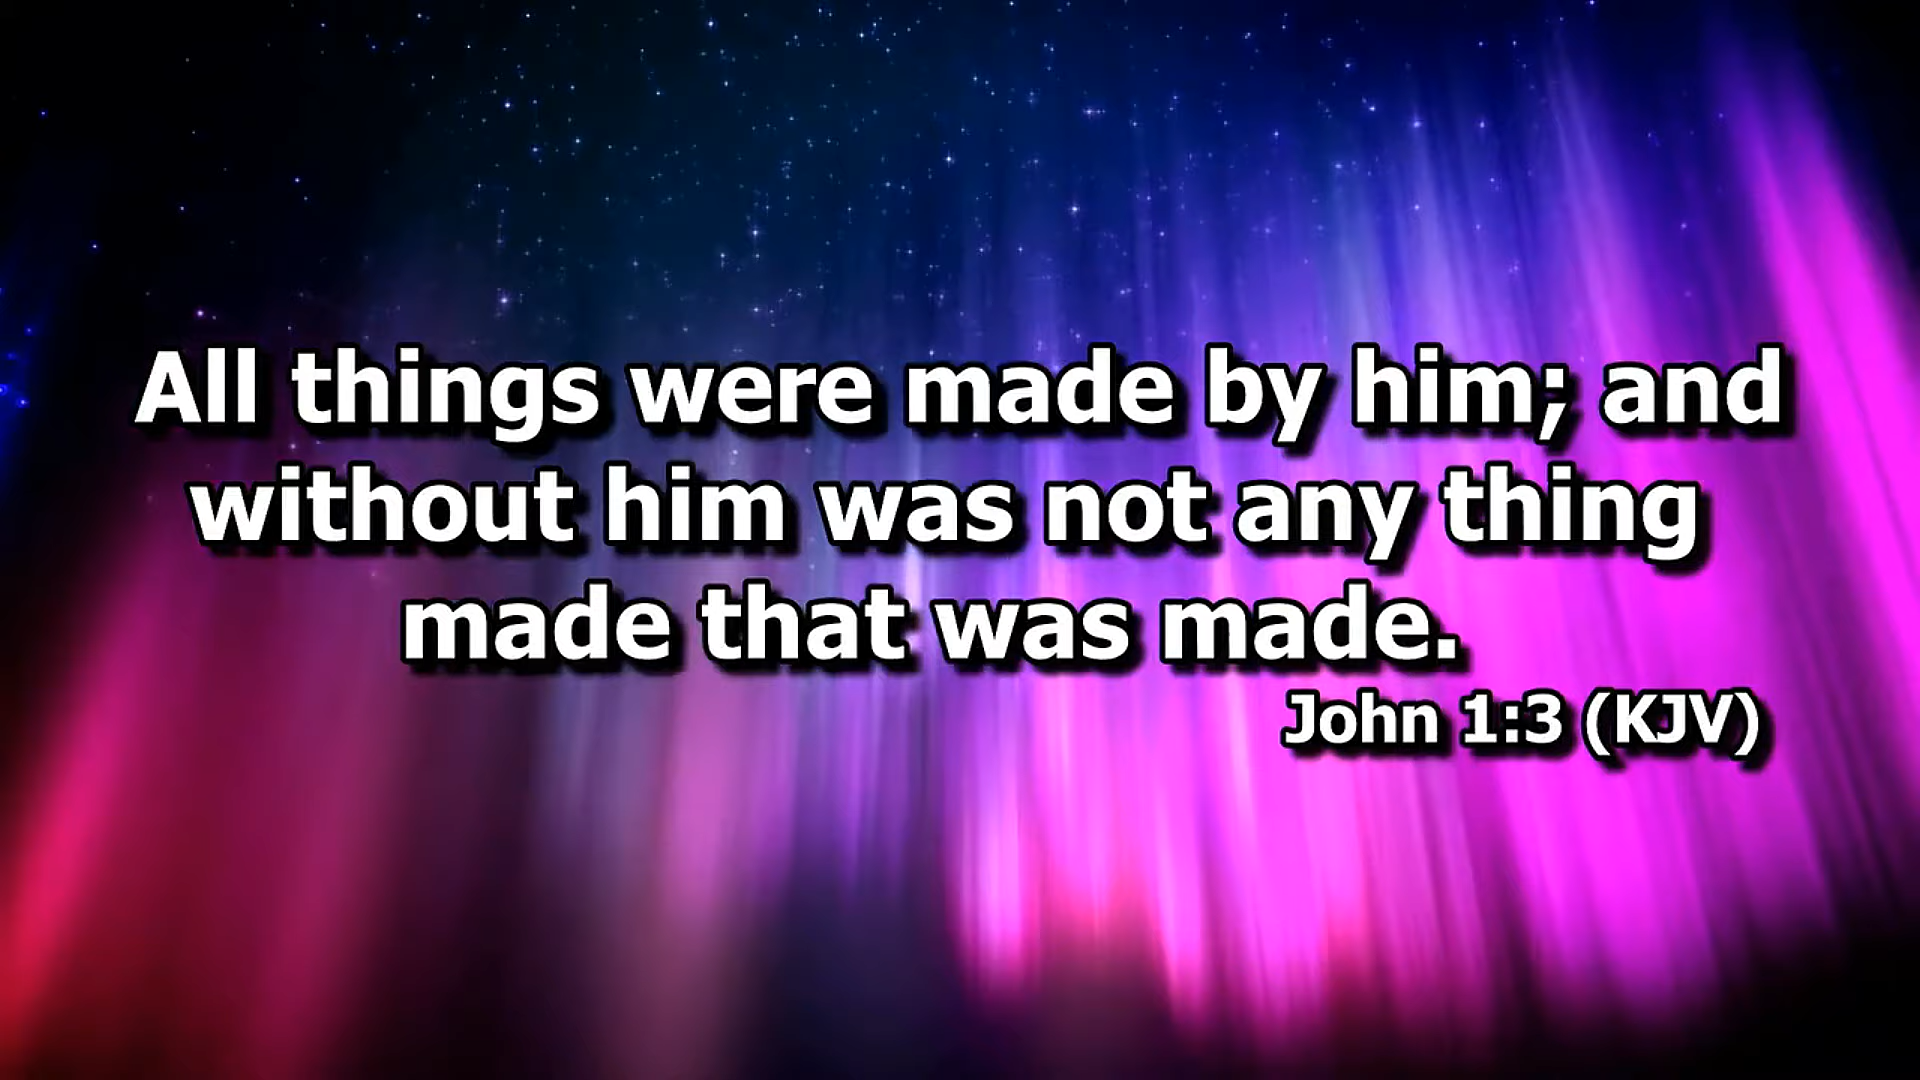 All things were made by him; and
without him was not any thing
made that was made.
John 1:3 (KJV)